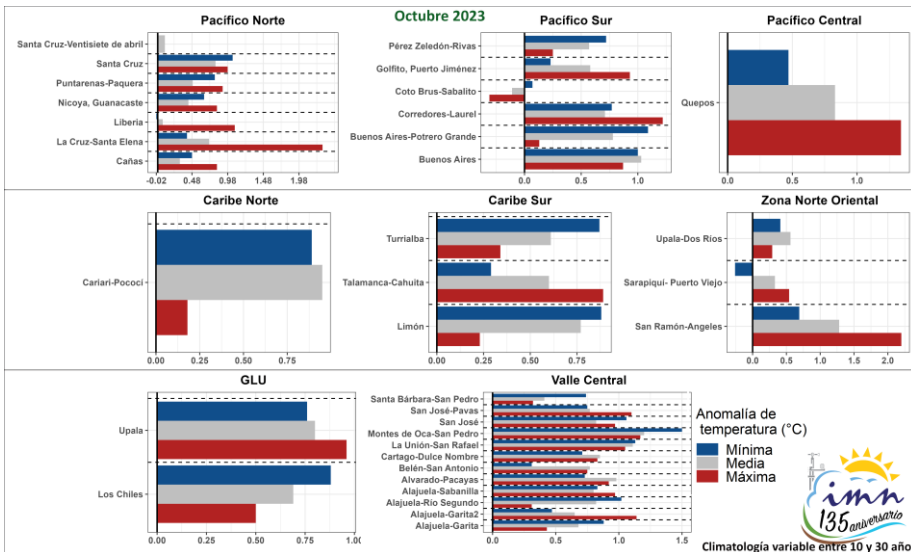 Octubre 2023
Pacífico Norte
Santa Cruz-Ventisiete de abril
Santa Cruz
Puntarenas-Paquera
Nicoya, Guanacaste
Liberia
La Cruz-Santa Elena
Cañas
-0.02 0.48 0.98 1.48 1.98
Pacífico Sur
Pérez Zeledón-Rivas
Golfito, Puerto Jiménez
Coto Brus-Sabalito
Corredores-Laurel
Buenos Aires-Potrero Grande
Buenos Aires
0.0 0.5 1.0
Pacífico Central
Quepos
0.0 0.5 1.0
Caribe Norte
Cariari-Pococí
0.00 0.25 0.50 0.75
Caribe Sur
Turrialba
Talamanca-Cahuita
Limón
0.00 0.25 0.50 0.75
Zona Norte Oriental
Upala-Dos Ríos
Sarapiquí- Puerto Viejo
San Ramón-Angeles
0.0 0.5 1.0 1.5 2.0
GLU
Upala
Los Chiles
0.00 0.25 0.50 0.75 1.00
Valle Central
Santa Bárbara-San Pedro
San José-Pavas
San José
Montes de Oca-San Pedro
La Unión-San Rafael
Cartago-Dulce Nombre
Belén-San Antonio
Alvarado-Pacayas
Alajuela-Sabanilla
Alajuela-Río Segundo
Alajuela-Garita2
Alajuela-Garita
0.0 0.5 1.0 1.5
Anomalía de
temperatura (°C)
Mínima
Media
Máxima
imn
135 aniversario
Climatología variable entre 10 y 30 año